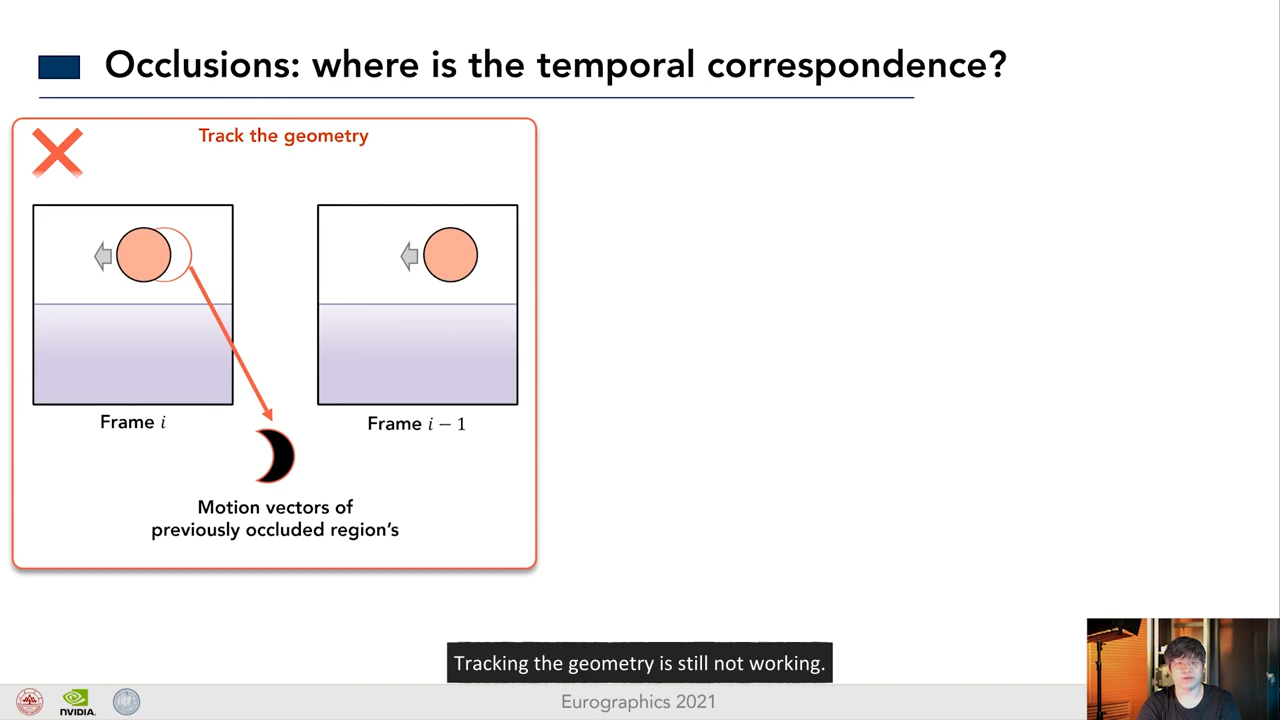 Occlusions: where is the temporal correspondence?
Track the geometry
Frame i
Frame i − 1
Motion vectors of
previously occluded region's
Tracking the geometry is still not working.
NVIDIA.
Eurographics 2021